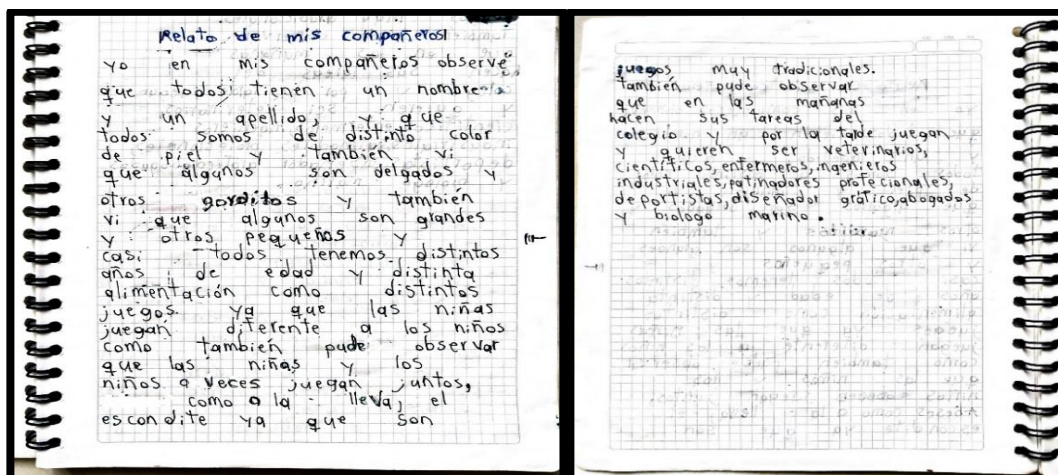 Relato de mis compañeros
yo en mis compañeros observé
que todos tienen un nombre
y un apellido, y que
todos somos de distinto color
de piel y también vi
que algunos son delgados y
otros gorditos y también
vi que algunos son grandes
y otros pequeños y
casi todos tenemos distintos
años de edad y distinta
alimentación como distintos
juegos ya que las niñas
juegan diferente a los niños
como también pude observar
que las niñas y los
niños a veces juegan juntos,
como a la lleva, el
escondite ya que son
juegos muy tradicionales.
también pude observar
que en las mañanas
hacen sus tareas del
colegio y por la tarde juegan
y quieren ser veterinarios,
científicos, enfermeros, ingenieros
industriales, patinadores profecionales,
deportistas, diseñador gráfico, abogados
y biologo marino.